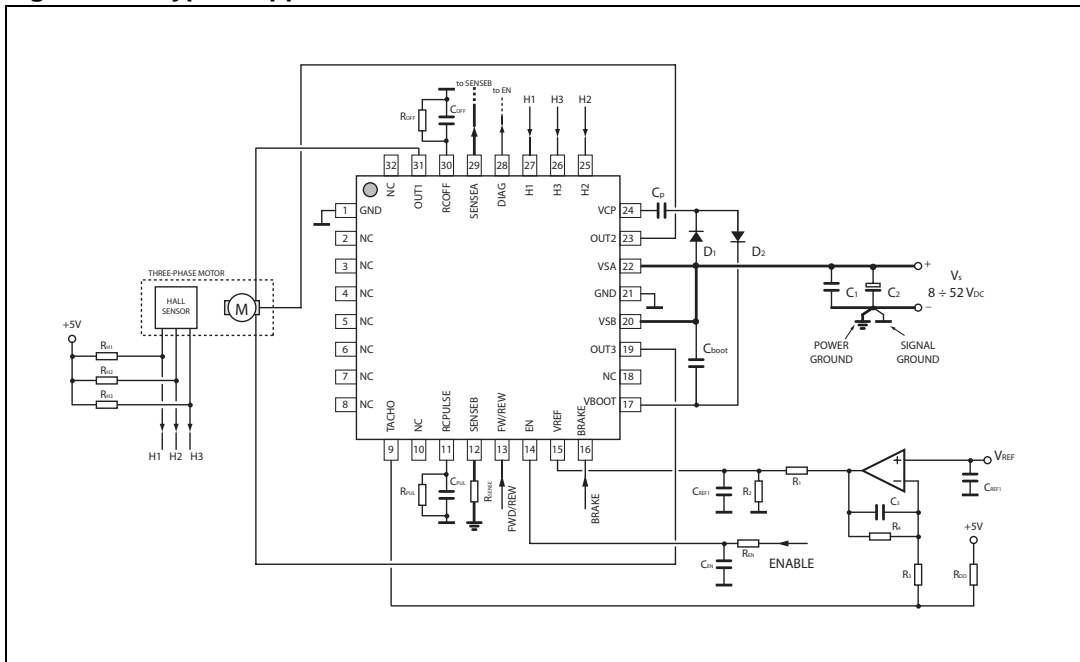 to SENSEB
to EN
H1
H3
H2
ROFF
COFF
32
31
30
29
28
27
26
25
NC
OUT1
RCOFF
SENSEA
DIAG
H1
H3
H2
1 GND
2 NC
3 NC
4 NC
5 NC
6 NC
7 NC
8 NC
VCP 24
OUT2 23
VSA 22
GND 21
VSB 20
OUT3 19
NC 18
VBOOT 17
TACHO
NC
RCPULSE
SENSEB
FW/REW
EN
VREF
BRAKE
9
10
11
12
13
14
15
16
Cp
D1
D2
Cboot
C1
C2
+
Vs
8 ÷ 52 VDC
−
POWER
GROUND
SIGNAL
GROUND
THREE-PHASE MOTOR
HALL
SENSOR
M
+5V
RH1
RH2
RH3
H1
H2
H3
RPUL
CPUL
RSENSE
FWD/REW
BRAKE
CREF1
R2
R1
+
−
VREF
CREF1
C3
R4
+5V
R3
RDD
CEN
REN
ENABLE